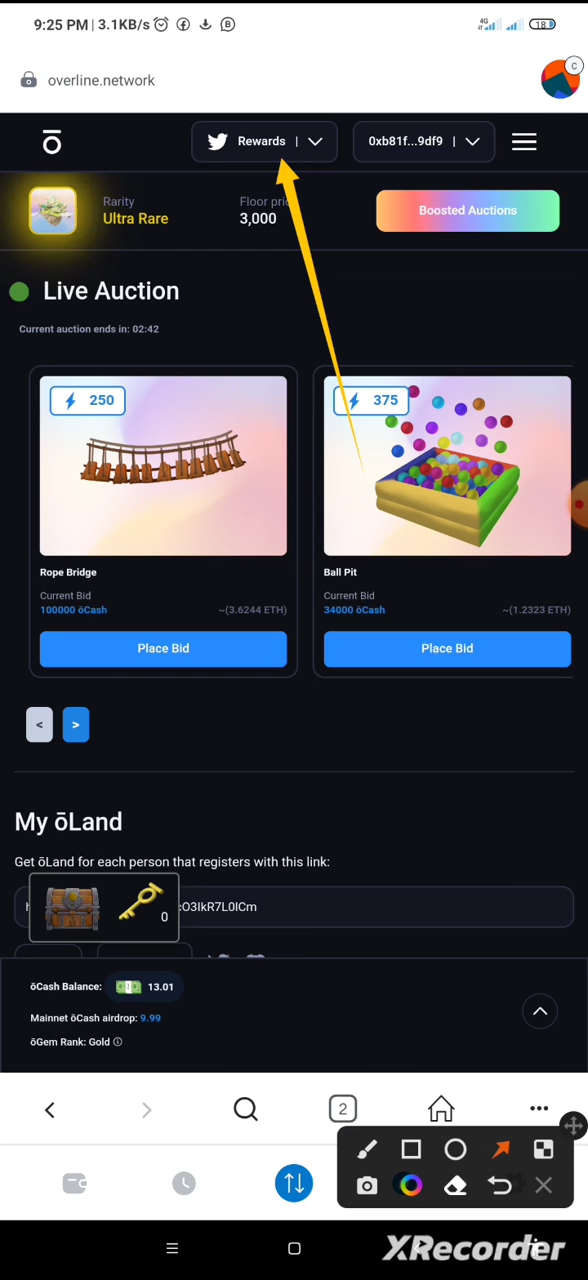 9:25 PM | 3.1KB/s
4G
18
overline.network
C
ō
Rewards |
0xb81f...9df9 |
Rarity
Ultra Rare
3,000
Boosted Auctions
Live Auction
Current auction ends in: 02:42
250
375
Rope Bridge
Ball Pit
Current Bid
100000 ōCash
~(3.6244 ETH)
Current Bid
34000 ōCash
~(1.2323 ETH)
Place Bid
Place Bid
<
>
My ōLand
Get ōLand for each person that registers with this link:
0
ōCash Balance:
13.01
Mainnet ōCash airdrop: 9.99
ōGem Rank: Gold
2
XRecorder